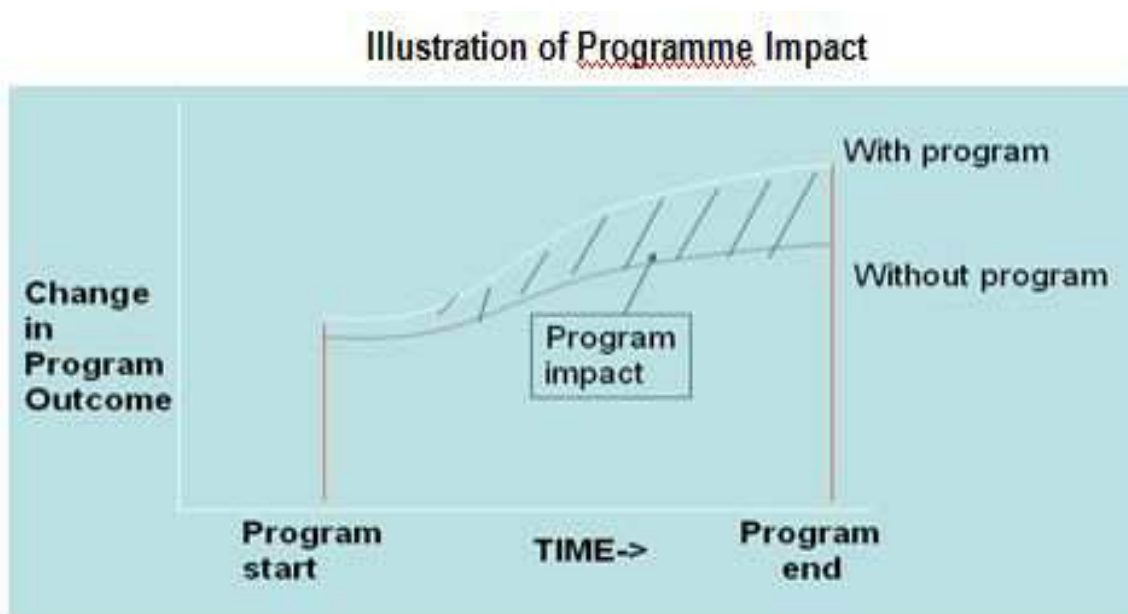 Illustration of Programme Impact
With program
Without program
Change
in
Program
Outcome
Program
impact
Program
start
TIME->
Program
end